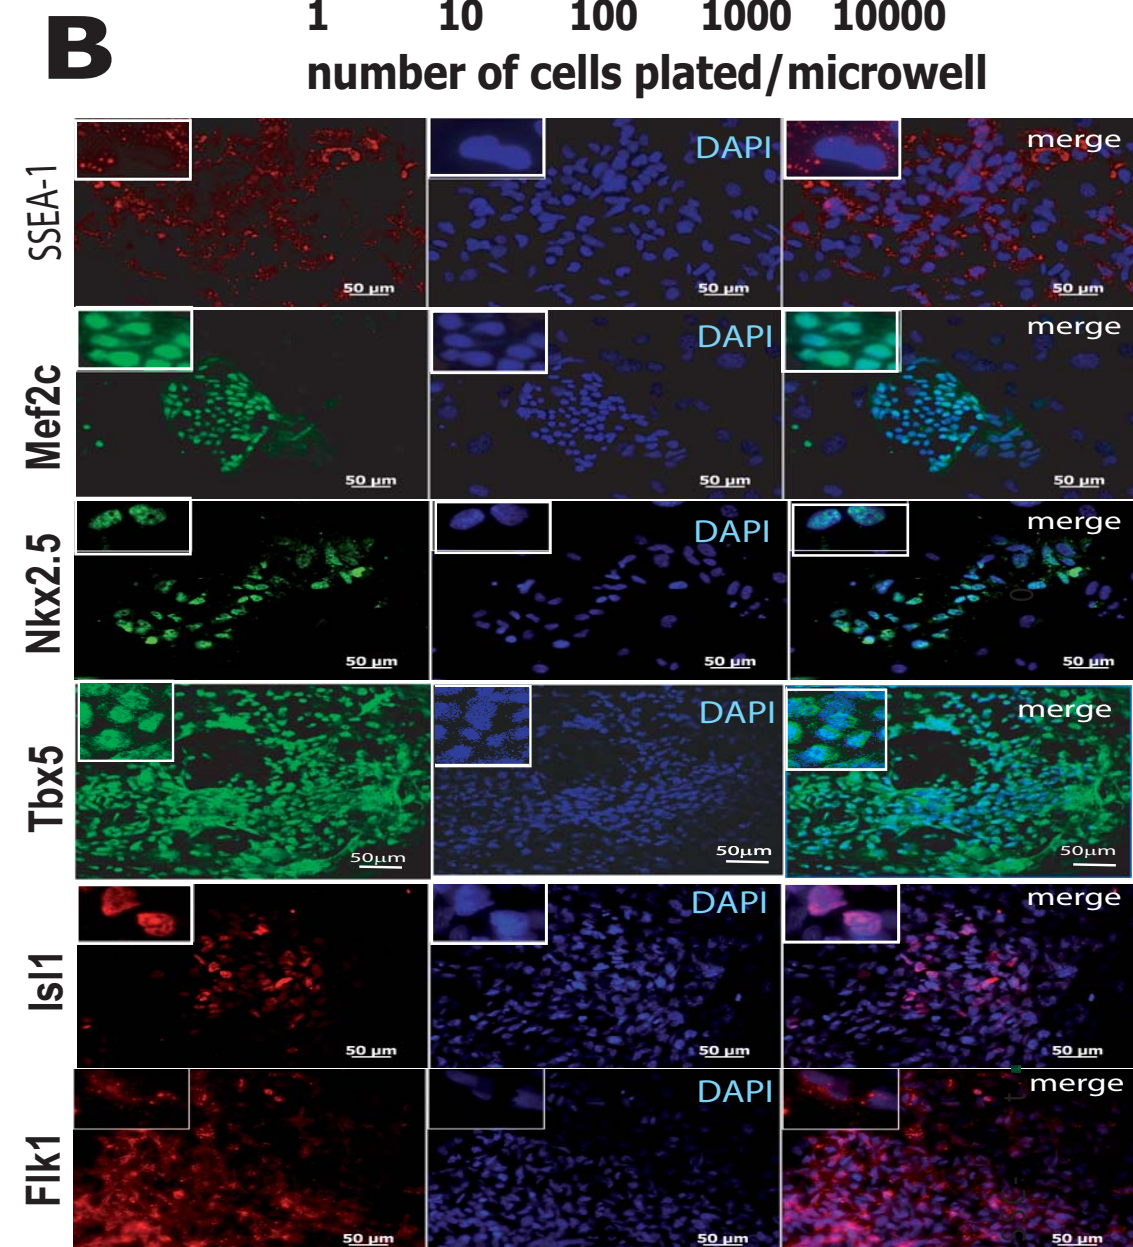 B
1 10 100 1000 10000
number of cells plated/microwell
SSEA-1
DAPI
merge
50 µm
50 µm
50 µm
Mef2c
DAPI
merge
50 µm
50 µm
50 µm
Nkx2.5
DAPI
merge
50 µm
50 µm
50 µm
Tbx5
DAPI
merge
50µm
50µm
50µm
Isl1
DAPI
merge
50 µm
50 µm
50 µm
Flk1
DAPI
merge
50 µm
50 µm
50 µm